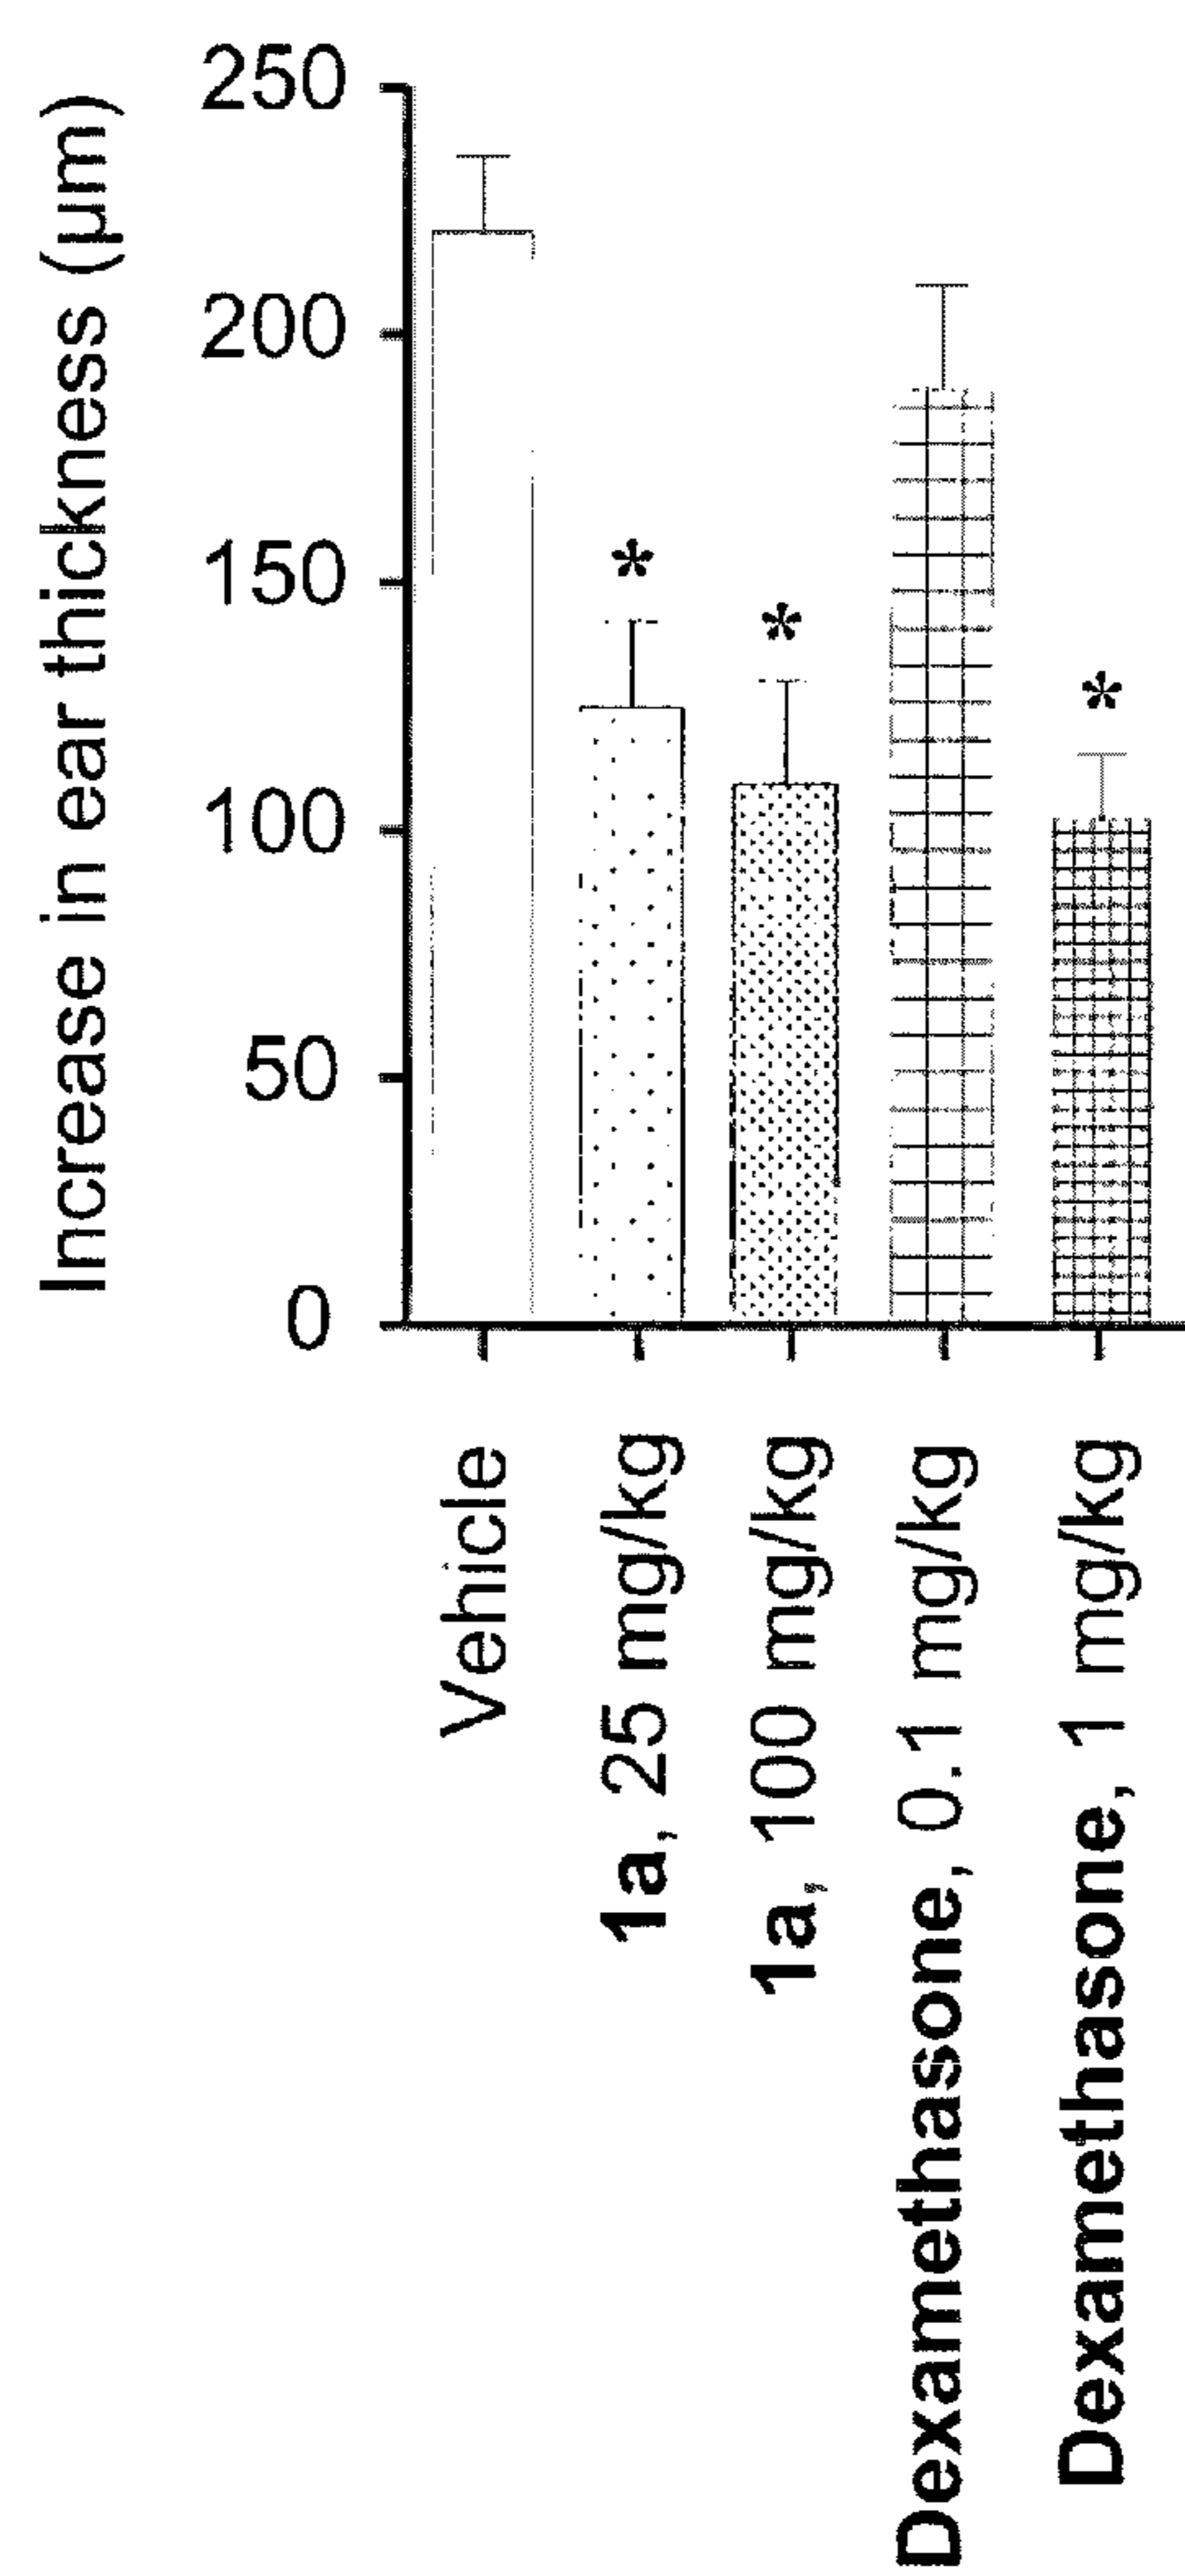 Increase in ear thickness (µm)
250
200
150
100
50
0
*
*
*
Vehicle
1a, 25 mg/kg
1a, 100 mg/kg
Dexamethasone, 0.1 mg/kg
Dexamethasone, 1 mg/kg